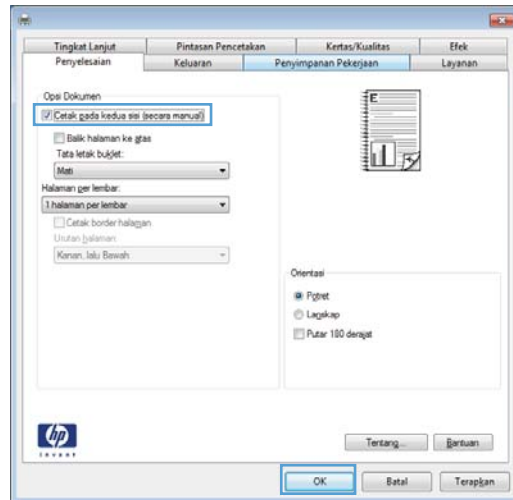 Tingkat Lanjut
Pintasan Pencetakan
Kertas/Kualitas
Efek
Penyelesaian
Keluaran
Penyimpanan Pekerjaan
Layanan
Opsi Dokumen
Cetak pada kedua sisi (secara manual)
Balik halaman ke atas
Tata letak buklet:
Mati
Halaman per lembar:
1 halaman per lembar
Cetak border halaman
Urutan halaman:
Kanan, lalu Bawah
E
Orientasi
Potret
Lanskap
Putar 180 derajat
hp
invent
Tentang...
Bantuan
OK
Batal
Terapkan